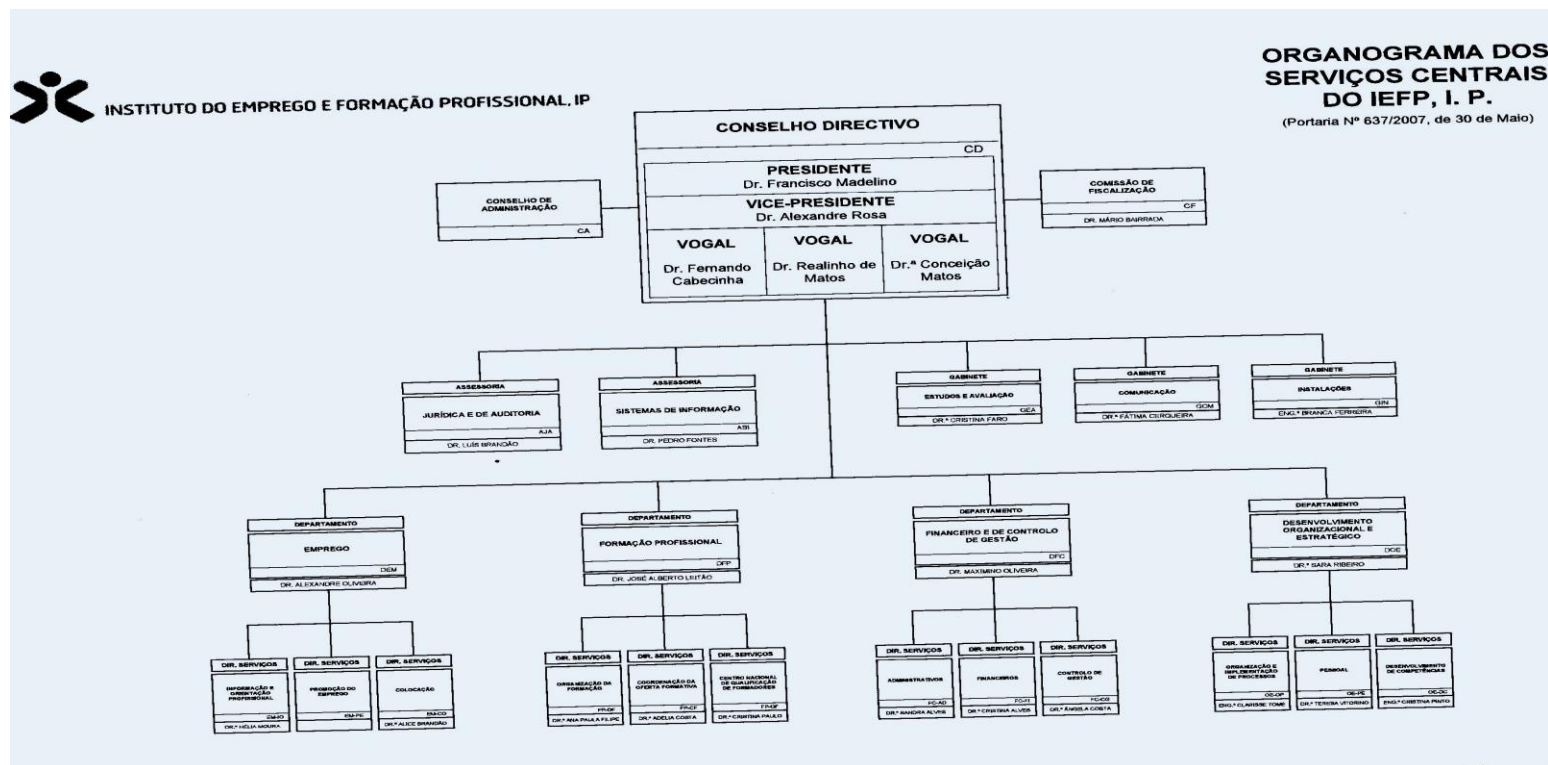 INSTITUTO DO EMPREGO E FORMAÇÃO PROFISSIONAL, IP
ORGANOGRAMA DOS
SERVIÇOS CENTRAIS
DO IEFP, I. P.
(Portaria Nº 637/2007, de 30 de Maio)
CONSELHO DIRECTIVO
CD
PRESIDENTE
Dr. Francisco Madelino
VICE-PRESIDENTE
Dr. Alexandre Rosa
VOGAL
Dr. Fernando
Cabecinha
VOGAL
Dr. Realinho de
Matos
VOGAL
Dr.ª Conceição
Matos
CONSELHO DE
ADMINISTRAÇÃO
CA
COMISSÃO DE
FISCALIZAÇÃO
CF
DR. MÁRIO BAIRRADA
ASSESSORIA
JURÍDICA E DE AUDITORIA
AJA
DR. LUÍS BRANDÃO
ASSESSORIA
SISTEMAS DE INFORMAÇÃO
ASI
DR. PEDRO FONTES
GABINETE
ESTUDOS E AVALIAÇÃO
GEA
DR.ª CRISTINA FARO
GABINETE
COMUNICAÇÃO
GCM
DR.ª FÁTIMA CERQUEIRA
GABINETE
INSTALAÇÕES
GIN
ENG.ª BRANCA FERREIRA
DEPARTAMENTO
EMPREGO
DEM
DR. ALEXANDRE OLIVEIRA
DEPARTAMENTO
FORMAÇÃO PROFISSIONAL
DFP
DR. JOSÉ ALBERTO LEITÃO
DEPARTAMENTO
FINANCEIRO E DE CONTROLO
DE GESTÃO
DFC
DR. MAXIMINO OLIVEIRA
DEPARTAMENTO
DESENVOLVIMENTO
ORGANIZACIONAL E
ESTRATÉGICO
DOE
DR.ª SARA RIBEIRO
DIR. SERVIÇOS
INFORMAÇÃO E
ORIENTAÇÃO
PROFISSIONAL
EM-IO
DR.ª HÉLIA MOURA
DIR. SERVIÇOS
PROMOÇÃO DO
EMPREGO
EM-PE
DIR. SERVIÇOS
COLOCAÇÃO
EM-CO
DR.ª ALICE BRANDÃO
DIR. SERVIÇOS
ORGANIZAÇÃO DA
FORMAÇÃO
FP-OF
DR.ª ANA PAULA FILIPE
DIR. SERVIÇOS
COORDENAÇÃO DA
OFERTA FORMATIVA
DR.ª ADÉLIA COSTA
DIR. SERVIÇOS
CENTRO NACIONAL
DE QUALIFICAÇÃO
DE FORMADORES
DR.ª CRISTINA PAULO
DIR. SERVIÇOS
ADMINISTRATIVOS
FC-AD
DR.ª SANDRA ALVES
DIR. SERVIÇOS
FINANCEIROS
FC-FI
DR.ª CRISTINA ALVES
DIR. SERVIÇOS
CONTROLO DE
GESTÃO
FC-CG
DR.ª ÂNGELA COSTA
DIR. SERVIÇOS
ORGANIZAÇÃO E
IMPLEMENTAÇÃO
DE PROCESSOS
OE-OP
ENG.ª CLARISSE TOMÉ
DIR. SERVIÇOS
PESSOAL
OE-PE
DR.ª TERESA VITORINO
DIR. SERVIÇOS
DESENVOLVIMENTO
DE COMPETÊNCIAS
OE-DC
ENG.ª CRISTINA PINTO